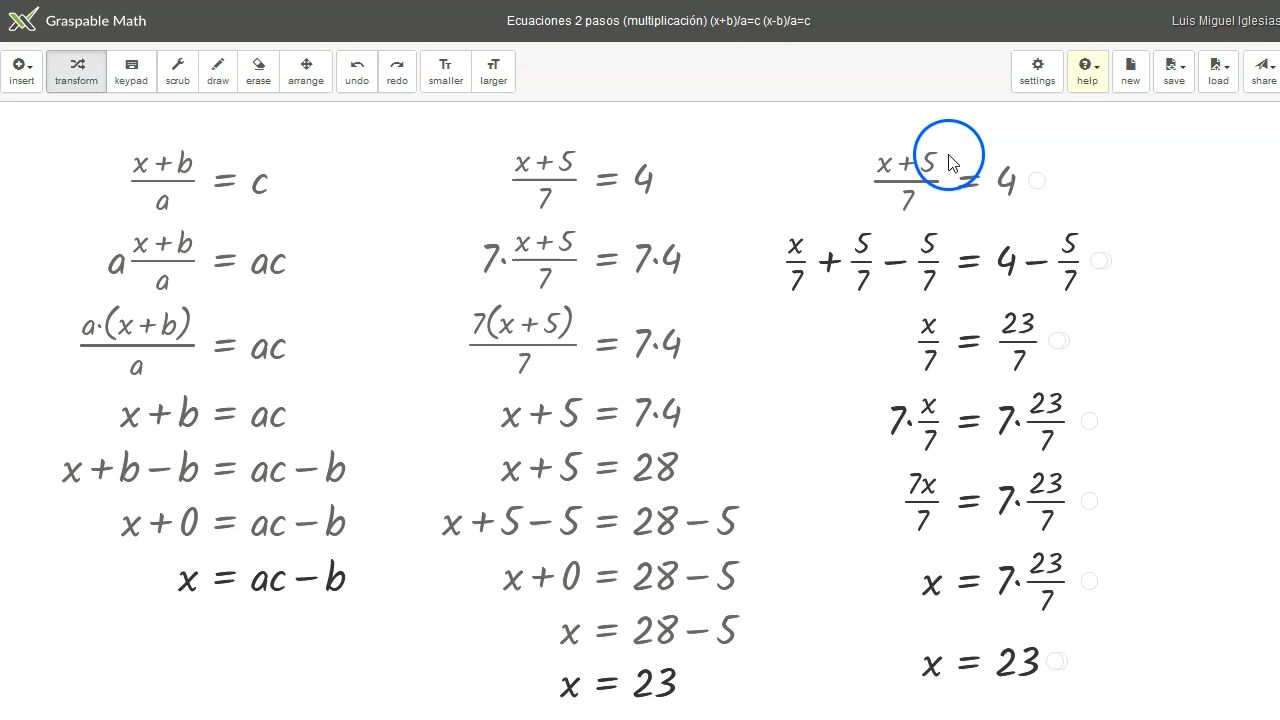 Graspable Math
Ecuaciones 2 pasos (multiplicación) (x+b)/a=c (x-b)/a=c
Luis Miguel Iglesias
insert transform keypad scrub draw erase arrange undo redo smaller larger settings help new save load share
(x+b)/a = c
a (x+b)/a = ac
(a·(x+b))/a = ac
x+b = ac
x+b−b = ac−b
x+0 = ac−b
x = ac−b
(x+5)/7 = 4
7·(x+5)/7 = 7·4
7(x+5)/7 = 7·4
x+5 = 7·4
x+5 = 28
x+5−5 = 28−5
x+0 = 28−5
x = 28−5
x = 23
(x+5)/7 = 4
x/7 + 5/7 − 5/7 = 4 − 5/7
x/7 = 23/7
7·x/7 = 7·23/7
7x/7 = 7·23/7
x = 7·23/7
x = 23